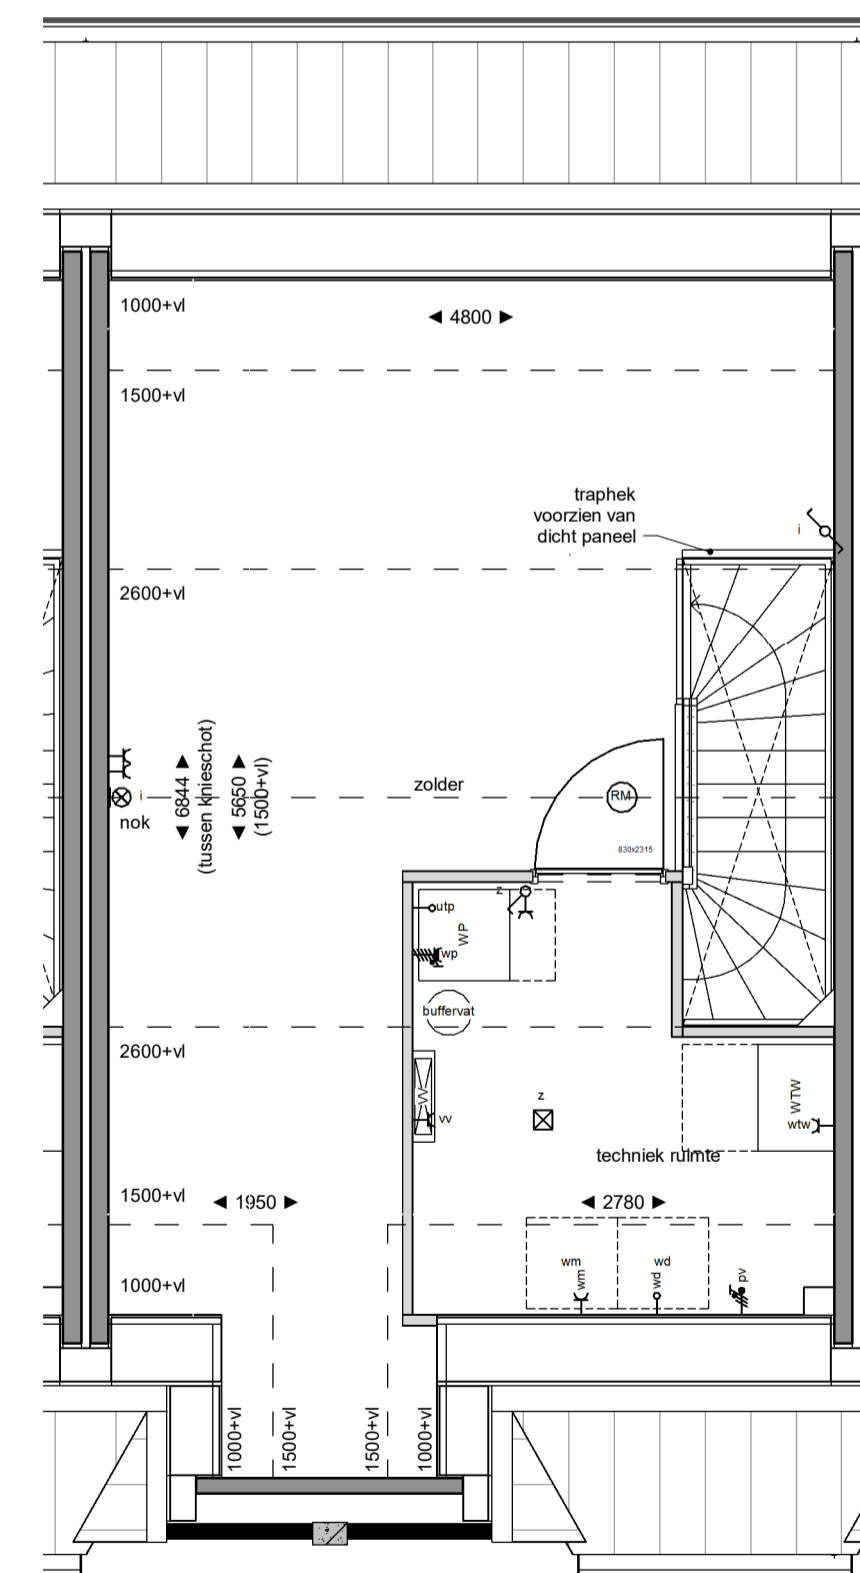 1000+vl
◄ 4800 ►
1500+vl
traphek
voorzien van
dicht paneel
i
2600+vl
◄ 6844 ►
(tussen knieschot)
◄ 5650 ►
(1500+vl)
zolder
i
nok
RM
830x2315
z
utp
WP
wp
buffervat
2600+vl
VV
vv
z
WTW
wtw
techniek ruimte
1500+vl
◄ 1950 ►
◄ 2780 ►
wm
wd
wm
wd
pv
1000+vl
1000+vl
1500+vl
1500+vl
1000+vl